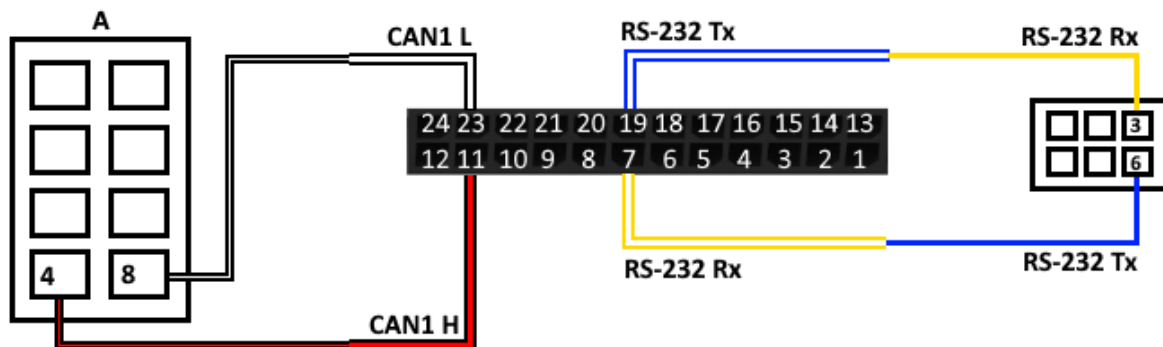 A
CAN1 L
RS-232 Tx
RS-232 Rx
24 23 22 21 20 19 18 17 16 15 14 13
12 11 10 9 8 7 6 5 4 3 2 1
3
6
4
8
RS-232 Rx
RS-232 Tx
CAN1 H